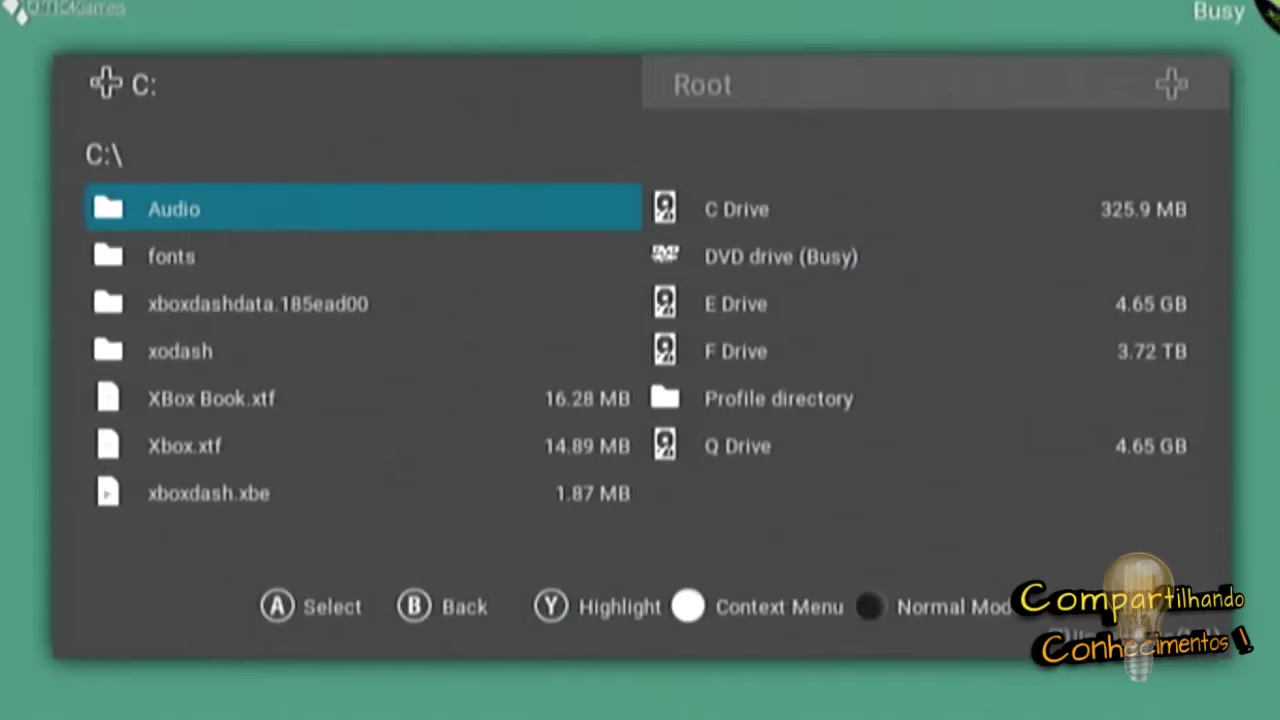 Busy
C:
Root
C:\
Audio
C Drive 325.9 MB
fonts
DVD drive (Busy)
xboxdashdata.185ead00
E Drive 4.65 GB
xodash
F Drive 3.72 TB
XBox Book.xtf 16.28 MB
Profile directory
Xbox.xtf 14.89 MB
Q Drive 4.65 GB
xboxdash.xbe 1.87 MB
A Select B Back Y Highlight Context Menu Normal Mod
Compartilhando
Conhecimentos!